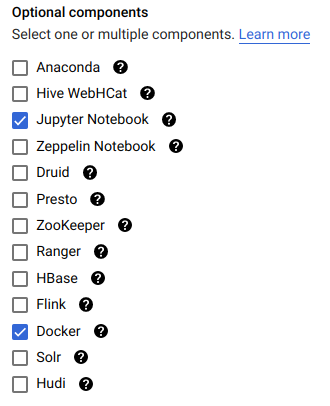 Optional components
Select one or multiple components. Learn more
Anaconda ?
Hive WebHCat ?
Jupyter Notebook ?
Zeppelin Notebook ?
Druid ?
Presto ?
ZooKeeper ?
Ranger ?
HBase ?
Flink ?
Docker ?
Solr ?
Hudi ?